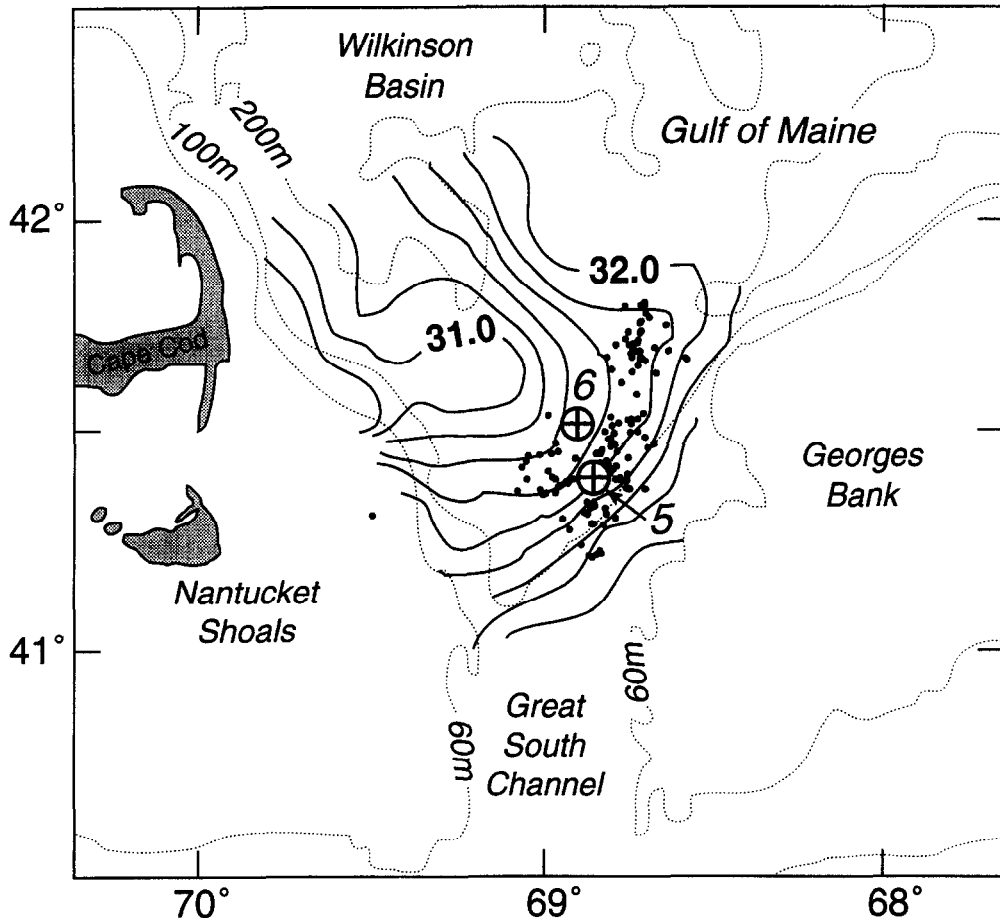 Wilkinson
Basin
Gulf of Maine
200m
100m
42°
32.0
31.0
Cape Cod
6
Georges
Bank
5
Nantucket
Shoals
41°
60m
60m
Great
South
Channel
70°
69°
68°